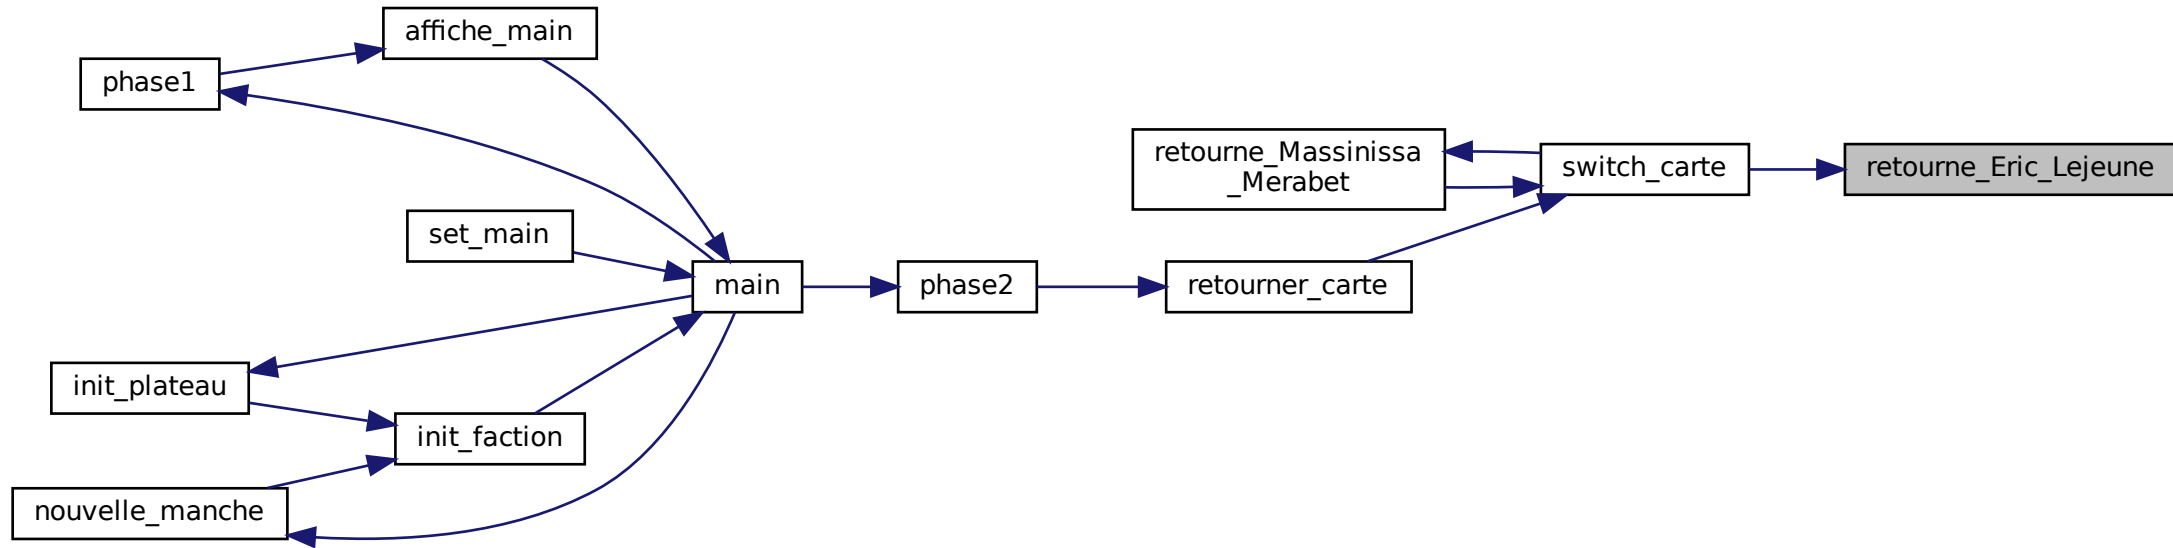 affiche_main
phase1
retourne_Massinissa
_Merabet
switch_carte
retourne_Eric_Lejeune
set_main
main
phase2
retourner_carte
init_plateau
init_faction
nouvelle_manche